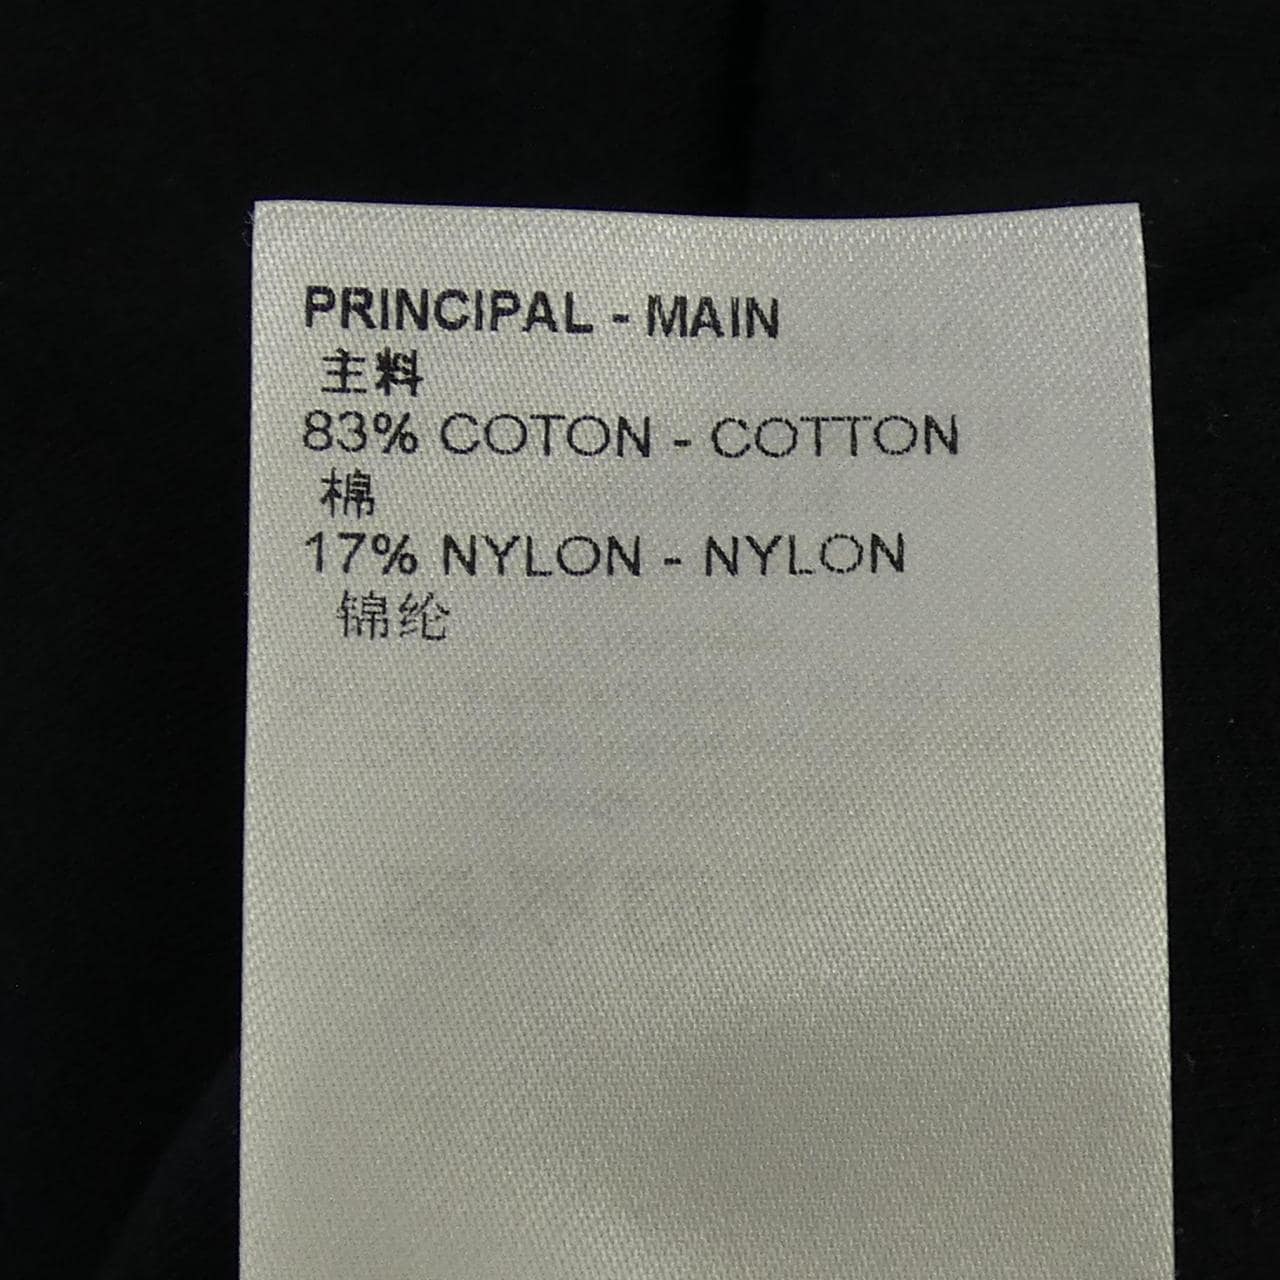 PRINCIPAL - MAIN
主料
83% COTON - COTTON
棉
17% NYLON - NYLON
锦纶